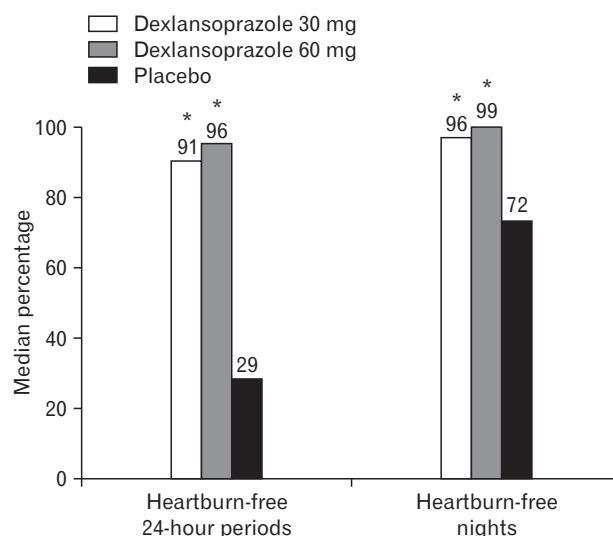 Dexlansoprazole 30 mg
Dexlansoprazole 60 mg
Placebo
Median percentage
100
80
60
40
20
0
* *
91 96
29
* *
96 99
72
Heartburn-free
24-hour periods
Heartburn-free
nights